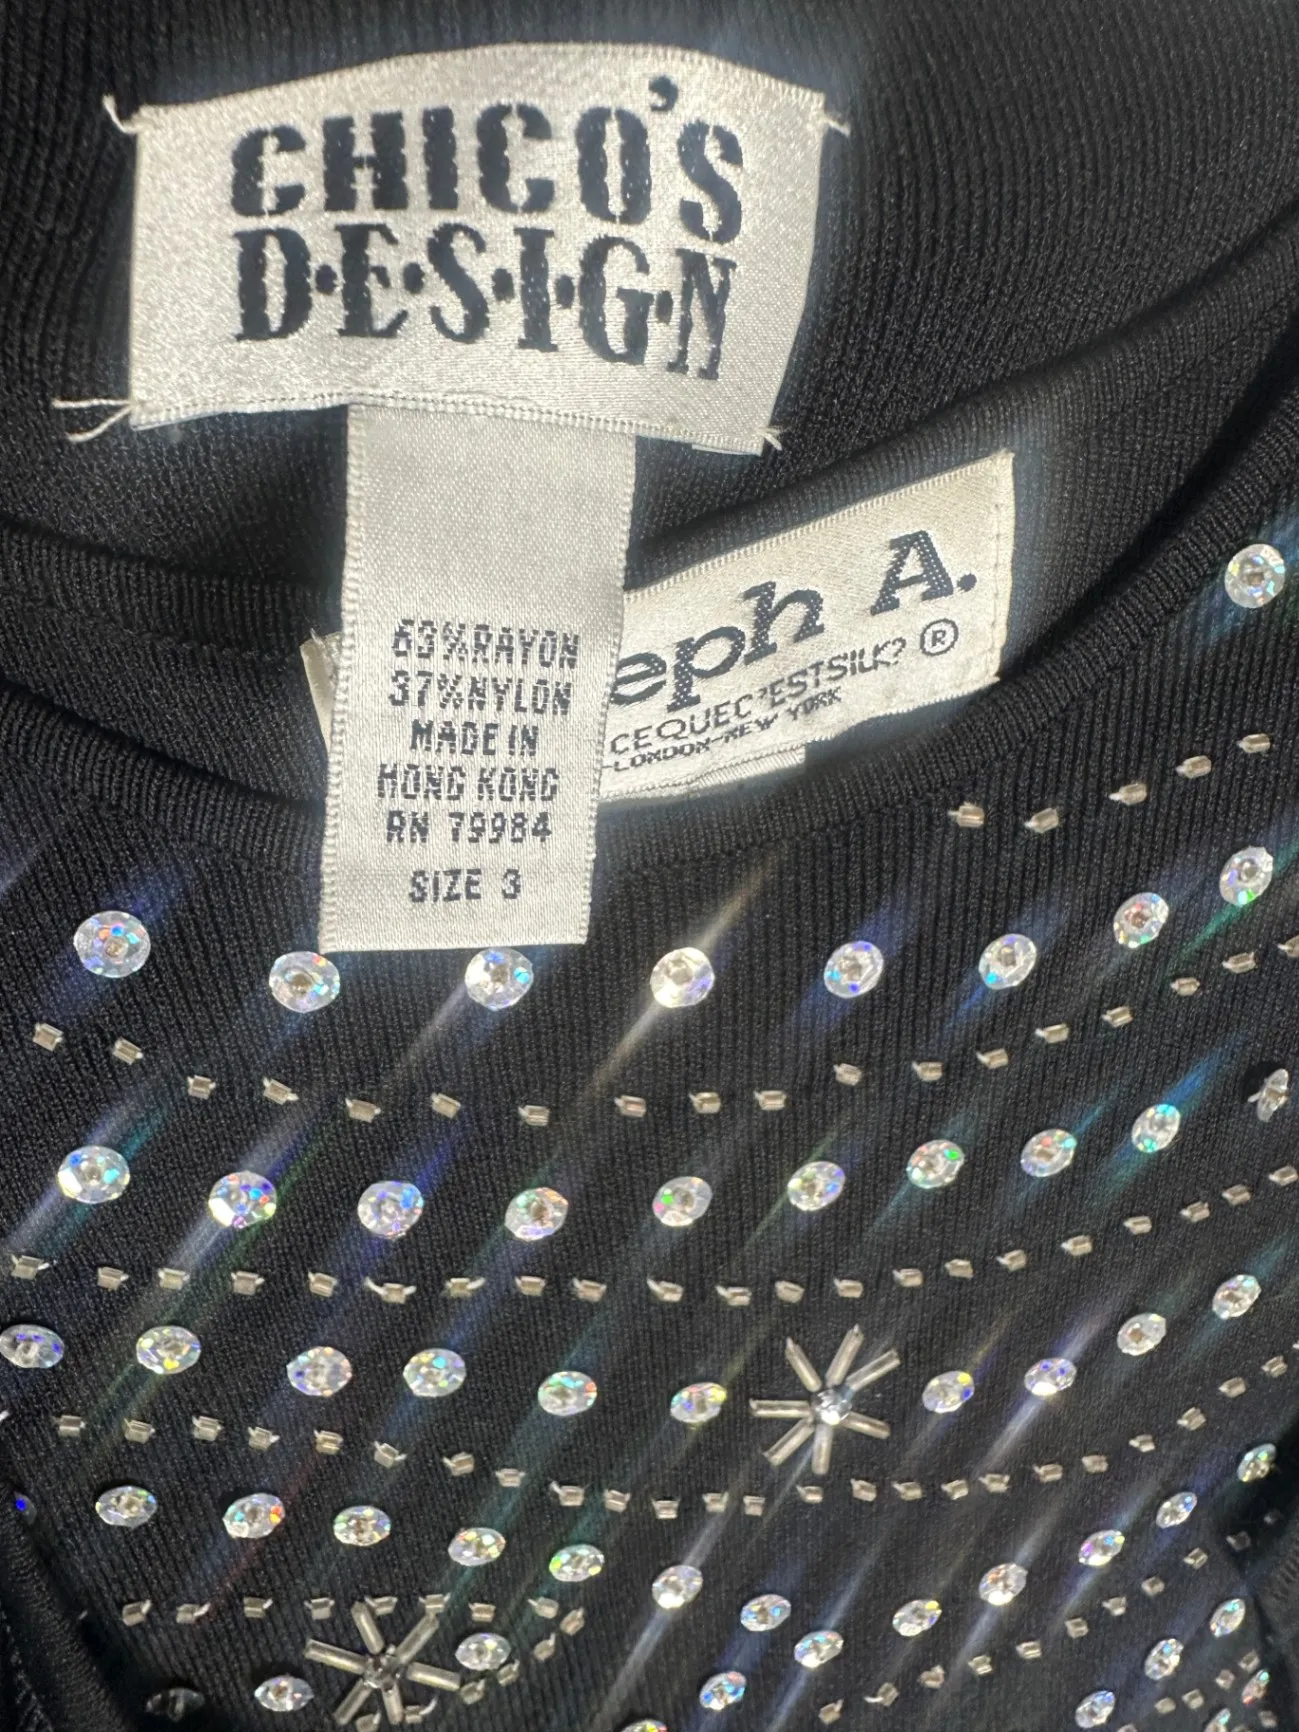 CHICO'S
D·E·S·I·G·N
63%RAYON
37%NYLON
MADE IN
HONG KONG
RN 79984
SIZE 3
eph A.
CEQUEC'ESTSILK? ®
LONDON-NEW YORK